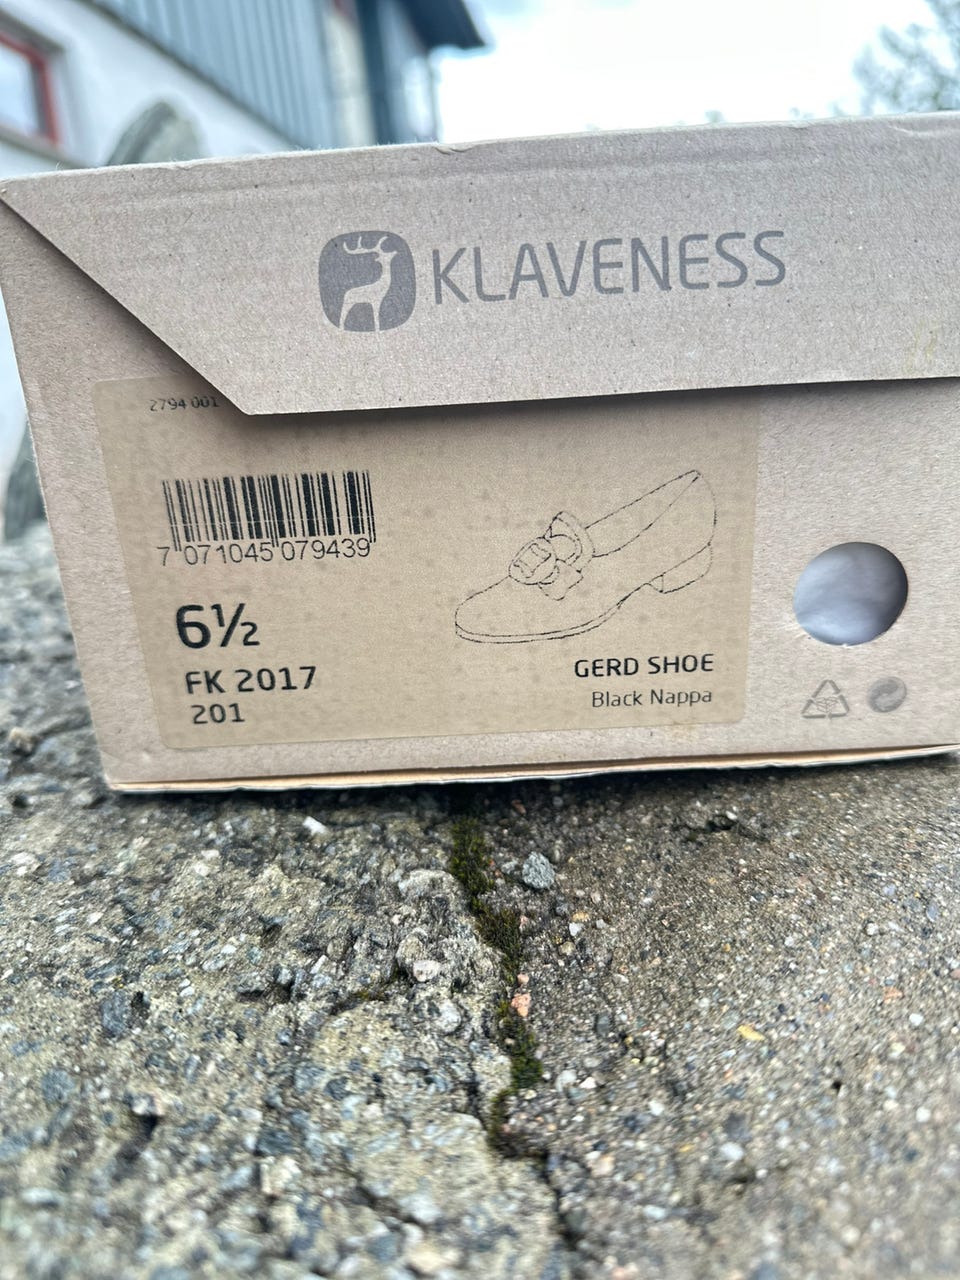 KLAVENESS
2794 001
7 071045 079439
6½
FK 2017
201
GERD SHOE
Black Nappa